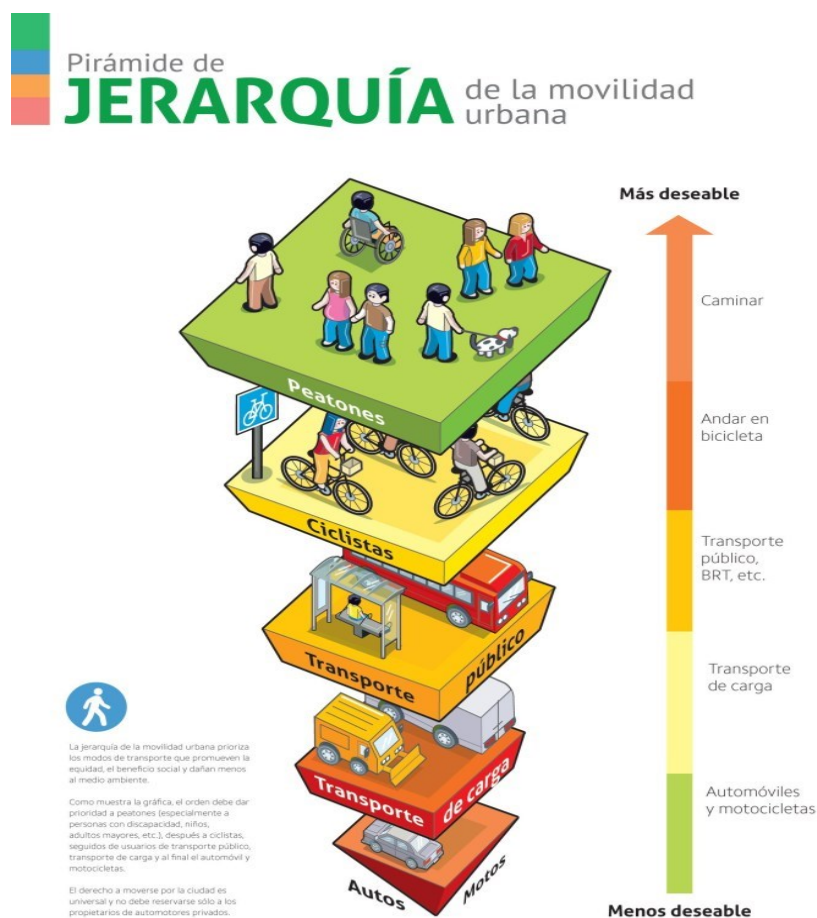 Pirámide de
JERARQUÍA
de la movilidad
urbana
Más deseable
Caminar
Andar en
bicicleta
Transporte
público,
BRT, etc.
Transporte
de carga
Automóviles
y motocicletas
Menos deseable
Peatones
Ciclistas
Transporte público
Transporte de carga
Autos Motos
La jerarquía de la movilidad urbana prioriza
los modos de transporte que promueven la
equidad, el beneficio social y dañan menos
al medio ambiente.
Como muestra la gráfica, el orden debe dar
prioridad a peatones (especialmente a
personas con discapacidad, niños,
adultos mayores, etc.), después a ciclistas,
seguidos de usuarios de transporte público,
transporte de carga y al final el automóvil y
motocicletas.
El derecho a moverse por la ciudad es
universal y no debe reservarse sólo a los
propietarios de automotores privados.